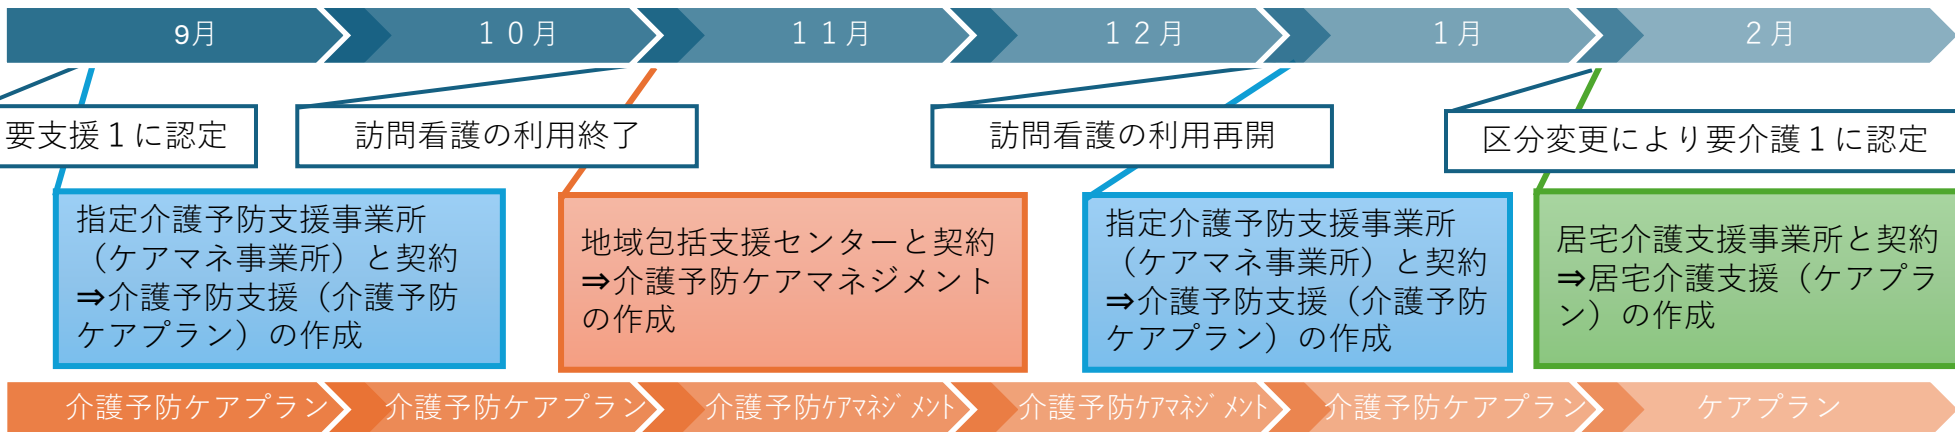 9月
１０月
１１月
１２月
１月
２月
要支援１に認定
訪問看護の利用終了
訪問看護の利用再開
区分変更により要介護１に認定
指定介護予防支援事業所
（ケアマネ事業所）と契約
⇒介護予防支援（介護予防
ケアプラン）の作成
地域包括支援センターと契約
⇒介護予防ケアマネジメント
の作成
指定介護予防支援事業所
（ケアマネ事業所）と契約
⇒介護予防支援（介護予防
ケアプラン）の作成
居宅介護支援事業所と契約
⇒居宅介護支援（ケアプラ
ン）の作成
介護予防ケアプラン
介護予防ケアプラン
介護予防ｹｱﾏﾈｼﾞﾒﾝﾄ
介護予防ｹｱﾏﾈｼﾞﾒﾝﾄ
介護予防ケアプラン
ケアプラン